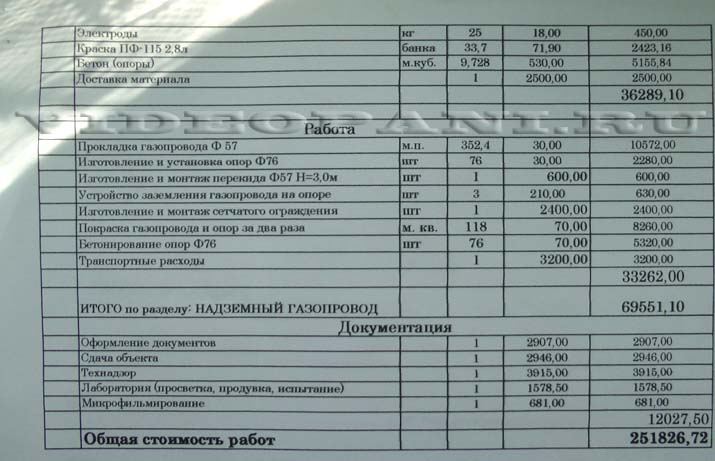 Электроды кг 25 18,00 450,00
Краска ПФ-115 2,8л банка 33,7 71,90 2423,16
Бетон (опоры) м.куб. 9,728 530,00 5155,84
Доставка материала 1 2500,00 2500,00
36289,10
VIDEOPANI.RU
Работа
Прокладка газопровода Ф 57 м.п. 352,4 30,00 10572,00
Изготовление и установка опор Ф76 шт 76 30,00 2280,00
Изготовление и монтаж перекида Ф57 Н=3,0м шт 1 600,00 600,00
Устройство заземления газопровода на опоре шт 3 210,00 630,00
Изготовление и монтаж сетчатого ограждения шт 1 2400,00 2400,00
Покраска газопровода и опор за два раза м. кв. 118 70,00 8260,00
Бетонирование опор Ф76 шт 76 70,00 5320,00
Транспортные расходы 1 3200,00 3200,00
33262,00
ИТОГО по разделу: НАДЗЕМНЫЙ ГАЗОПРОВОД 69551,10
Документация
Оформление документов 1 2907,00 2907,00
Сдача объекта 1 2946,00 2946,00
Технадзор 1 3915,00 3915,00
Лаборатория (просветка, продувка, испытание) 1 1578,50 1578,50
Микрофильмирование 1 681,00 681,00
12027,50
Общая стоимость работ 251826,72